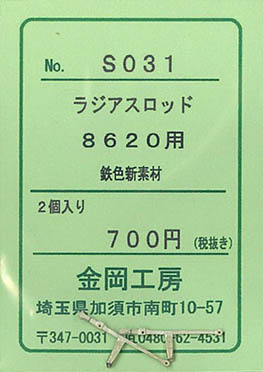 No. S031
ラジアスロッド
8620用
鉄色新素材
2個入り
700円 (税抜き)
金岡工房
埼玉県加須市南町10-57
〒347-0031